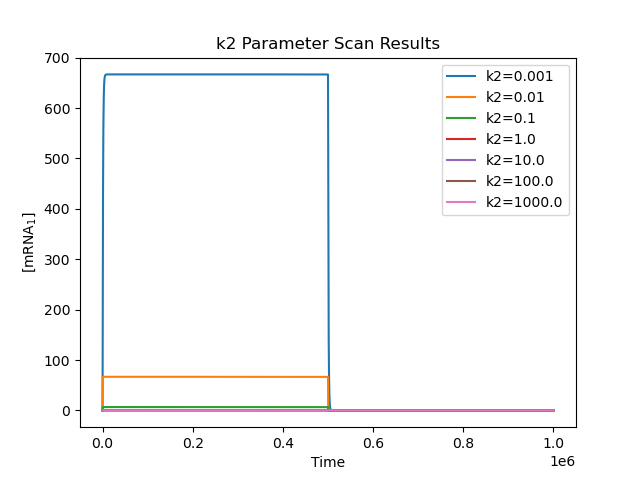 k2 Parameter Scan Results
700
600
500
400
300
200
100
0
[mRNA₁]
k2=0.001
k2=0.01
k2=0.1
k2=1.0
k2=10.0
k2=100.0
k2=1000.0
0.0 0.2 0.4 0.6 0.8 1.0
1e6
Time